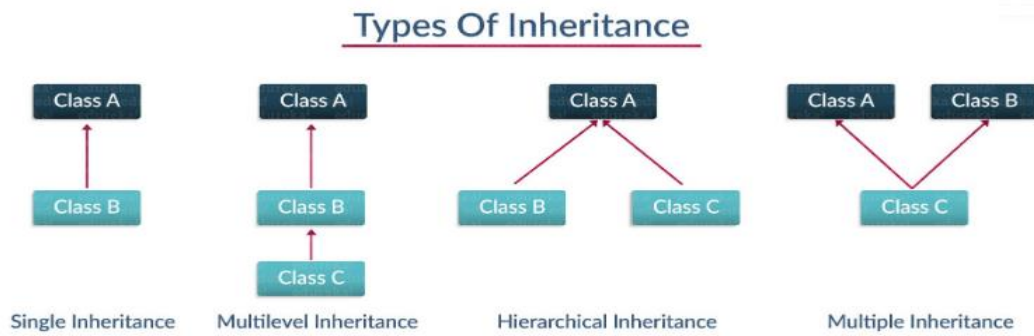 Types Of Inheritance
Class A
Class B
Single Inheritance
Class A
Class B
Class C
Multilevel Inheritance
Class A
Class B
Class C
Hierarchical Inheritance
Class A
Class B
Class C
Multiple Inheritance